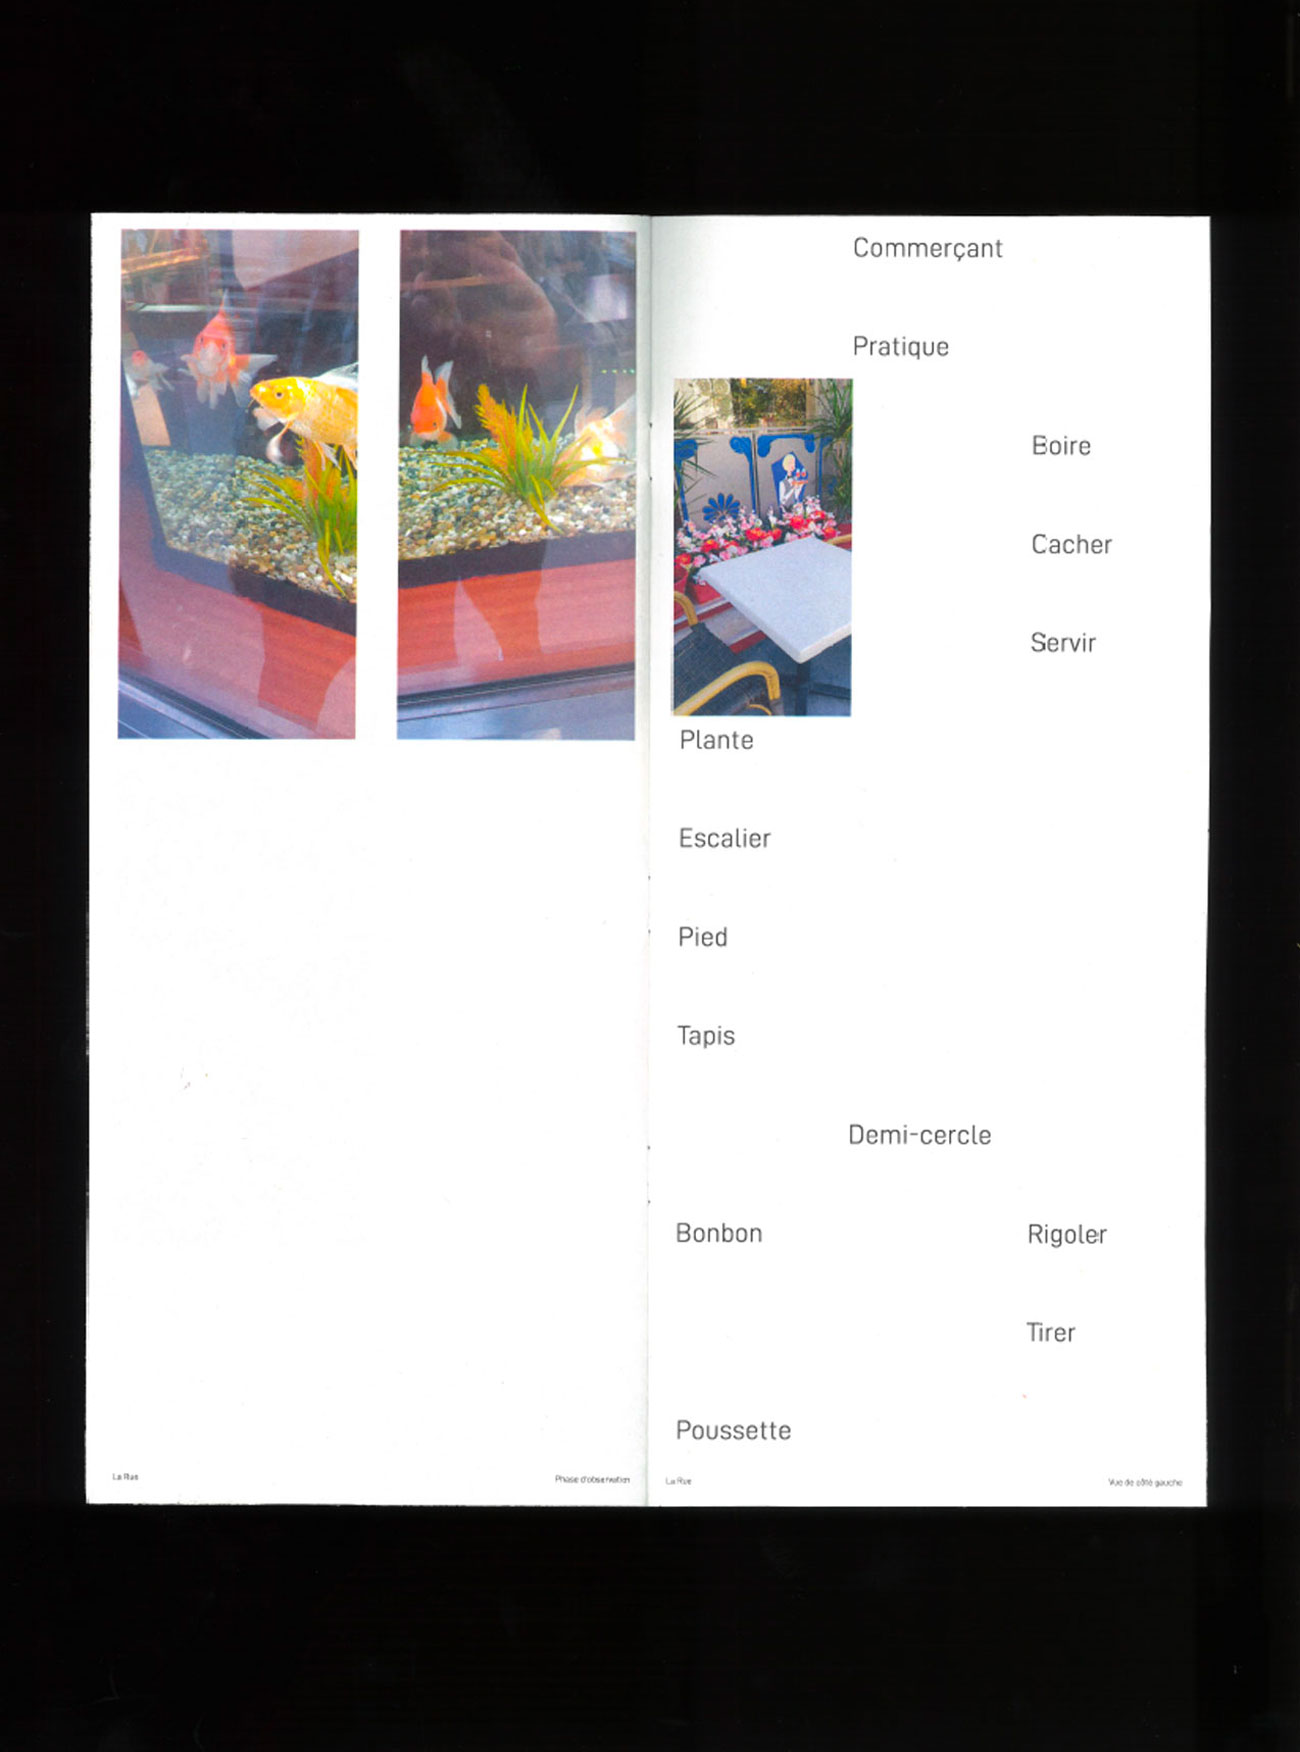 Commerçant
Pratique
Boire
Cacher
Servir
Plante
Escalier
Pied
Tapis
Demi-cercle
Bonbon
Rigoler
Tirer
Poussette
La Rue
Phase d'observation
La Rue
Vue de côté gauche